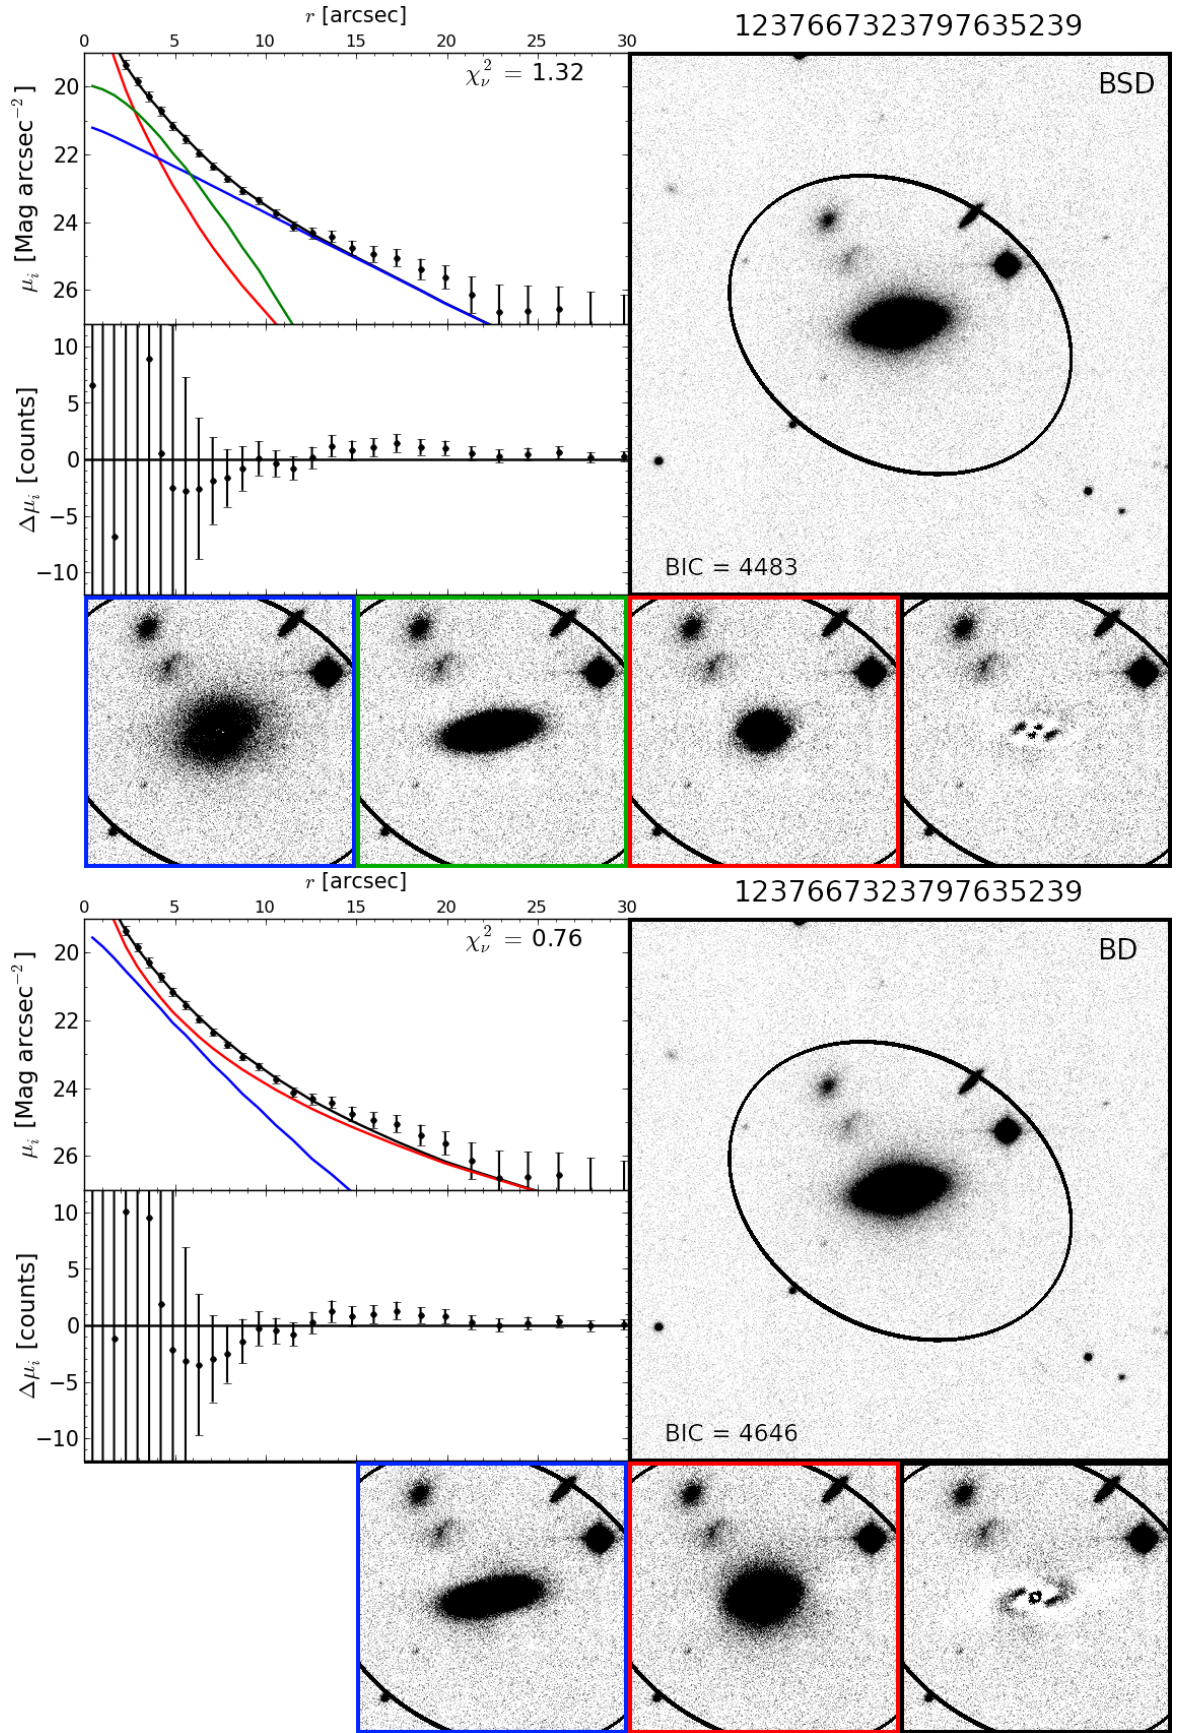 r [arcsec]
1237667323797635239
0 5 10 15 20 25 30
χ²ᵥ = 1.32
BSD
μᵢ [Mag arcsec⁻²]
20
22
24
26
Δμᵢ [counts]
10
5
0
−5
−10
BIC = 4483
r [arcsec]
1237667323797635239
0 5 10 15 20 25 30
χ²ᵥ = 0.76
BD
μᵢ [Mag arcsec⁻²]
20
22
24
26
Δμᵢ [counts]
10
5
0
−5
−10
BIC = 4646